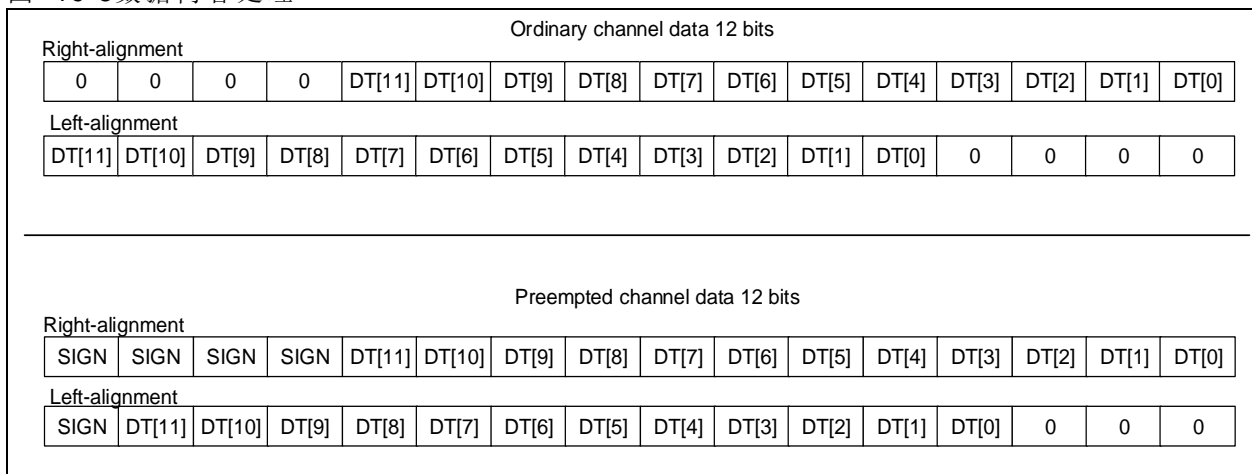 Ordinary channel data 12 bits
Right-alignment
0 0 0 0 DT[11] DT[10] DT[9] DT[8] DT[7] DT[6] DT[5] DT[4] DT[3] DT[2] DT[1] DT[0]
Left-alignment
DT[11] DT[10] DT[9] DT[8] DT[7] DT[6] DT[5] DT[4] DT[3] DT[2] DT[1] DT[0] 0 0 0 0
Preempted channel data 12 bits
Right-alignment
SIGN SIGN SIGN SIGN DT[11] DT[10] DT[9] DT[8] DT[7] DT[6] DT[5] DT[4] DT[3] DT[2] DT[1] DT[0]
Left-alignment
SIGN DT[11] DT[10] DT[9] DT[8] DT[7] DT[6] DT[5] DT[4] DT[3] DT[2] DT[1] DT[0] 0 0 0